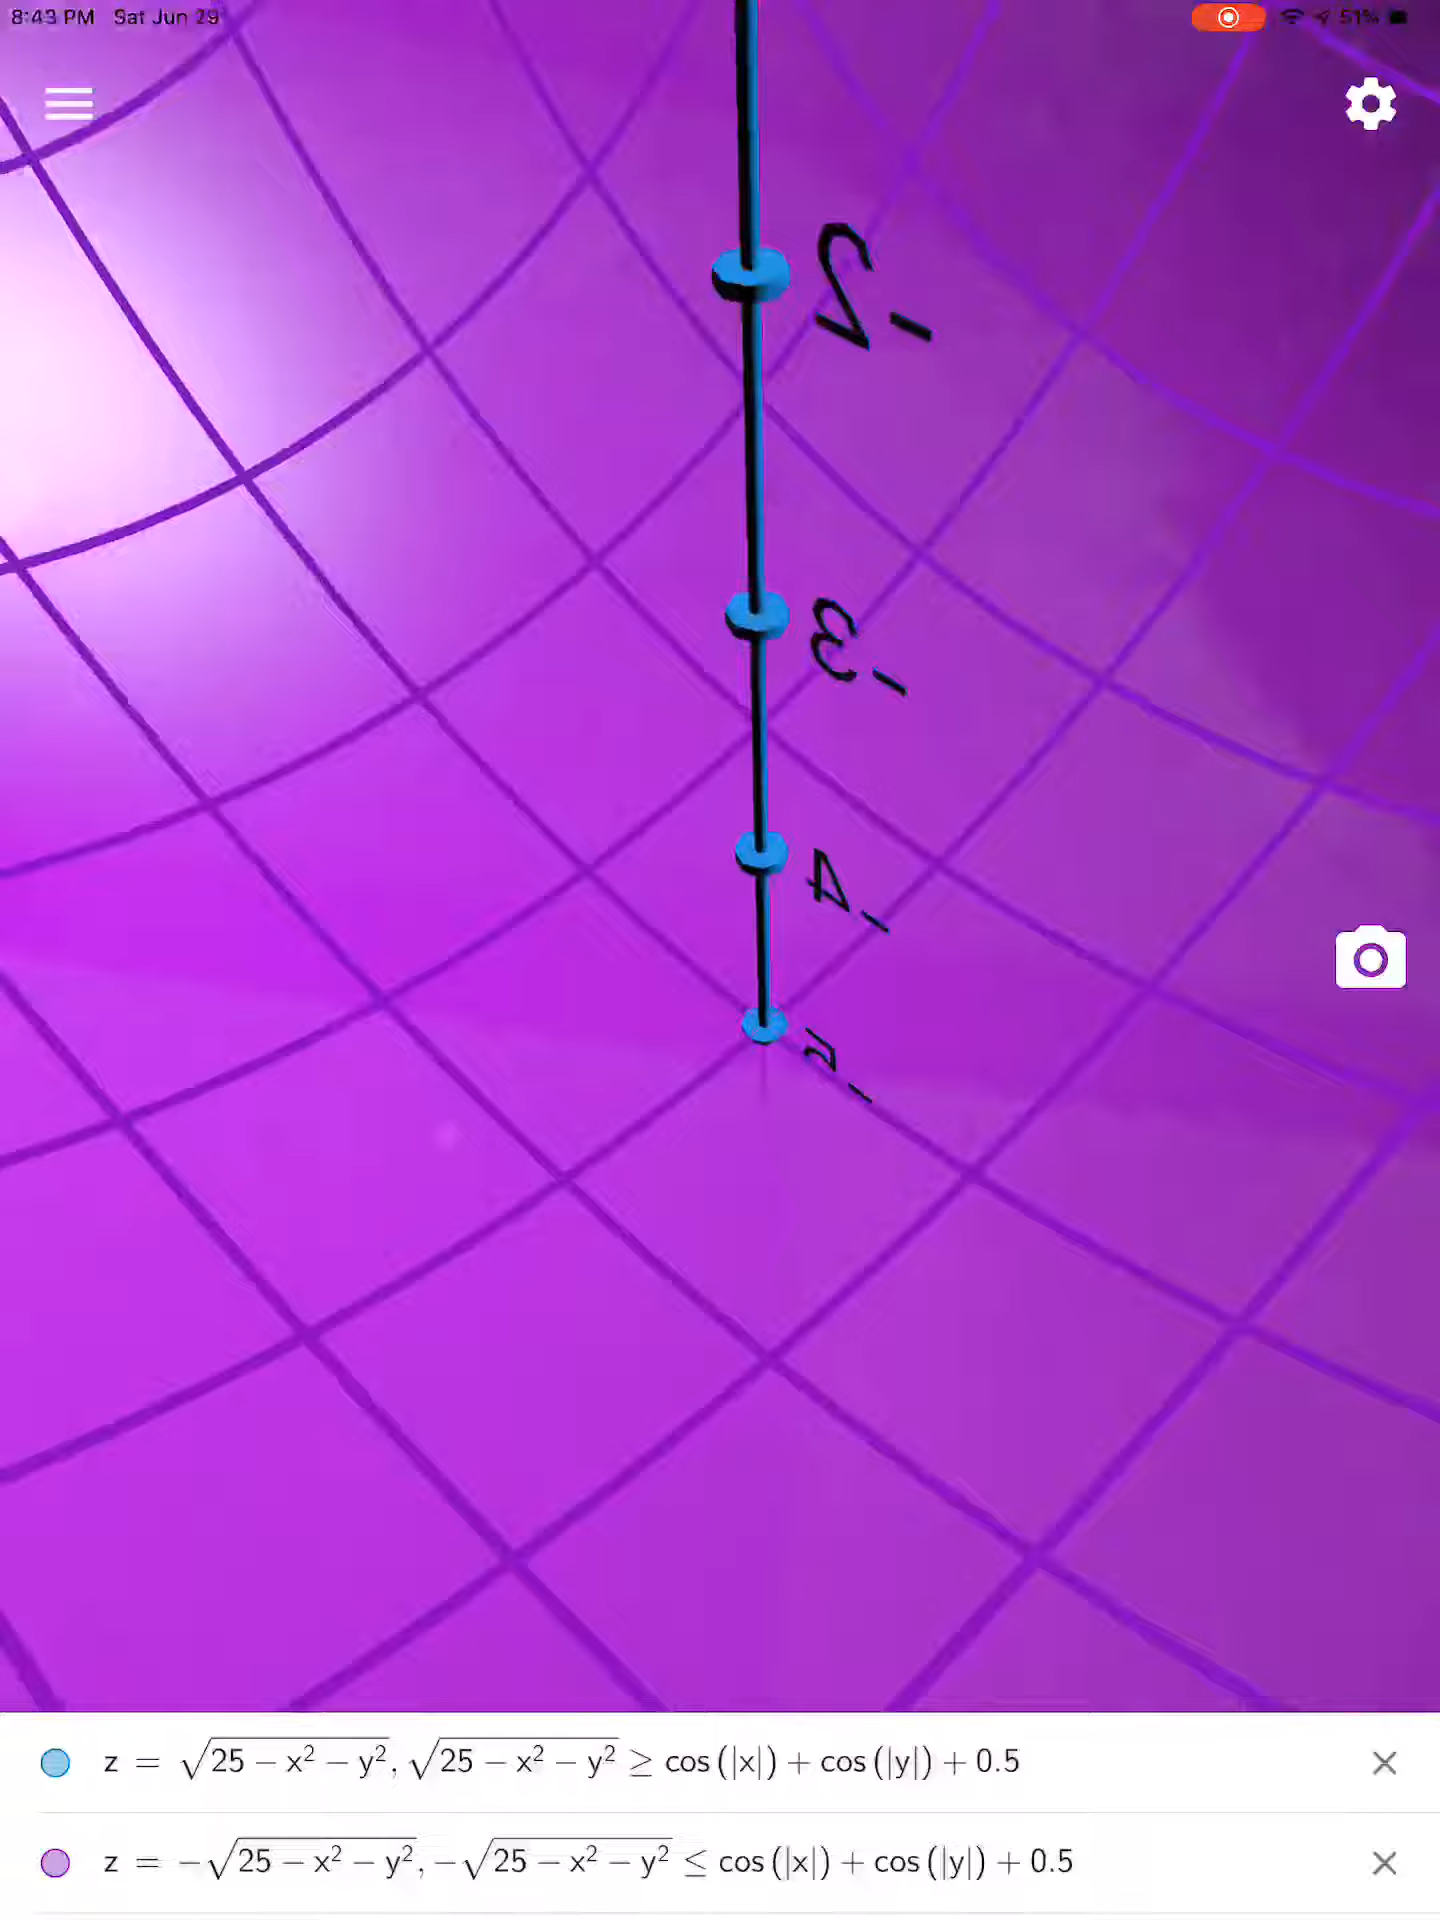 8:43 PM Sat Jun 29
51%
-2
-3
-4
-5
z = √(25 − x² − y²), √(25 − x² − y²) ≥ cos (|x|) + cos (|y|) + 0.5
z = −√(25 − x² − y²), −√(25 − x² − y²) ≤ cos (|x|) + cos (|y|) + 0.5